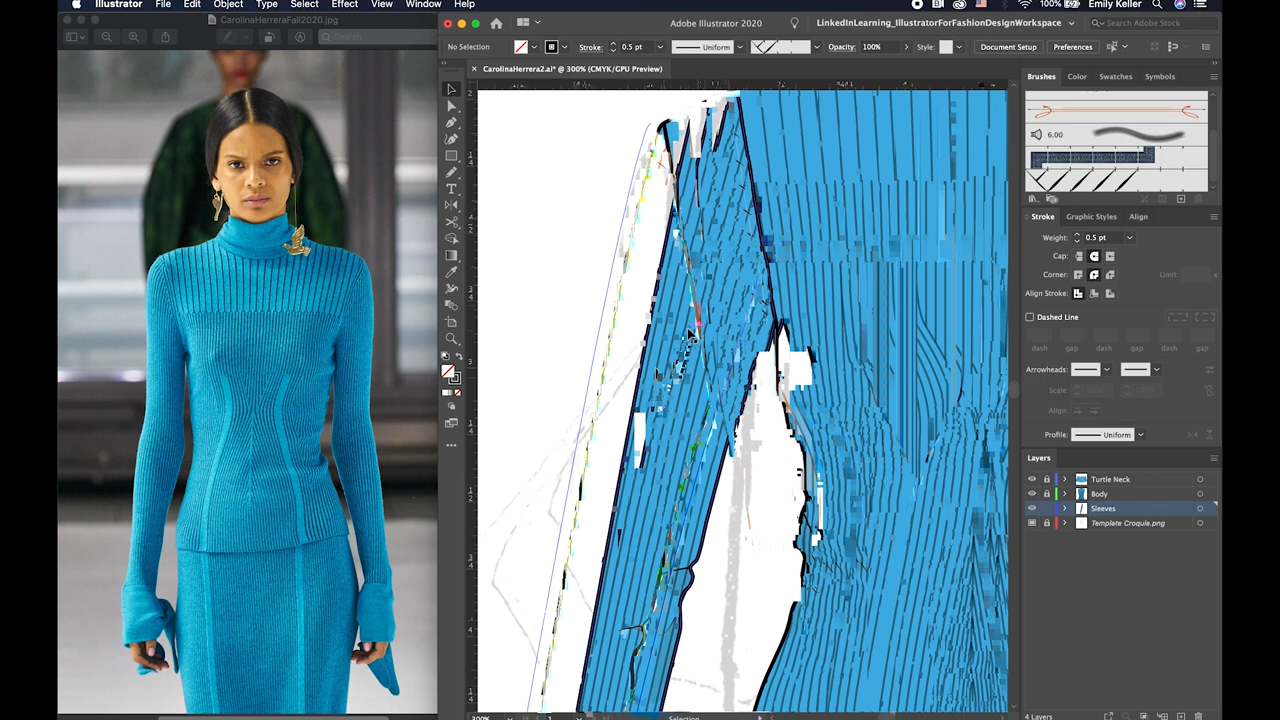 Illustrator File Edit Object Type Select Effect View Window Help
100% Emily Keller
CarolinaHerreraFall2020.jpg
Search
Adobe Illustrator 2020
LinkedInLearning_IllustratorForFashionDesignWorkspace
Search Adobe Stock
No Selection Stroke: 0.5 pt Uniform Opacity: 100% Style: Document Setup Preferences
× CarolinaHerrera2.ai* @ 300% (CMYK/GPU Preview)
Brushes Color Swatches Symbols
6.00
Stroke Graphic Styles Align
Weight: 0.5 pt
Cap:
Corner: Limit:
Align Stroke:
Dashed Line
dash gap dash gap dash gap
Arrowheads:
Scale: 100% 100%
Align:
Profile: Uniform
Layers
Turtle Neck
Body
Sleeves
Template Croquie.png
4 Layers
300% 1 Selection